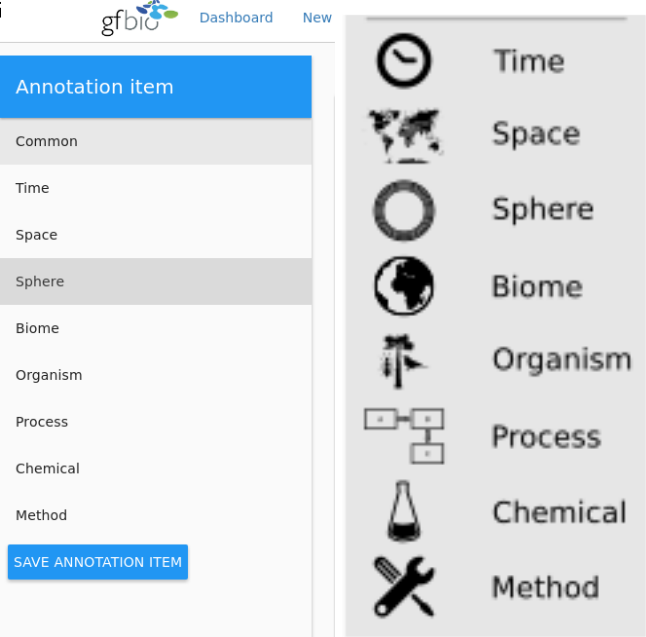 gfbio
Dashboard New
Annotation item
Common
Time
Space
Sphere
Biome
Organism
Process
Chemical
Method
SAVE ANNOTATION ITEM
Time
Space
Sphere
Biome
Organism
Process
Chemical
Method